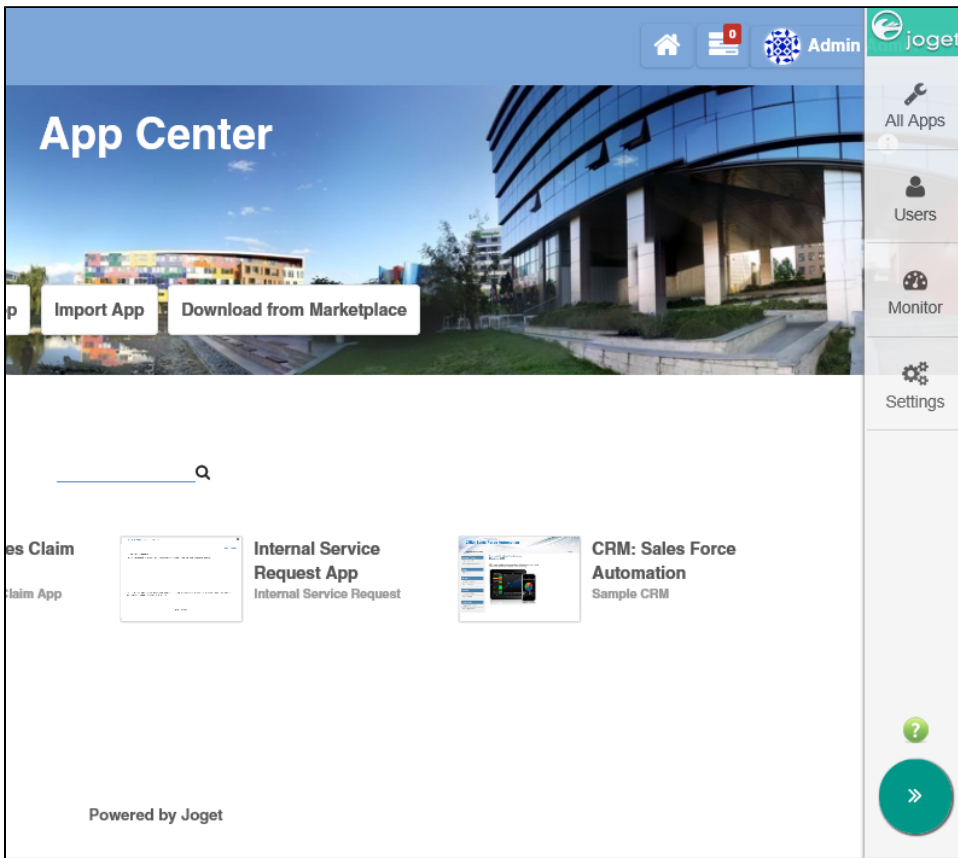 0
Admin
joget
All Apps
App Center
Users
Monitor
p
Import App
Download from Marketplace
Settings
es Claim
Claim App
Internal Service
Request App
Internal Service Request
CRM: Sales Force
Automation
Sample CRM
?
Powered by Joget